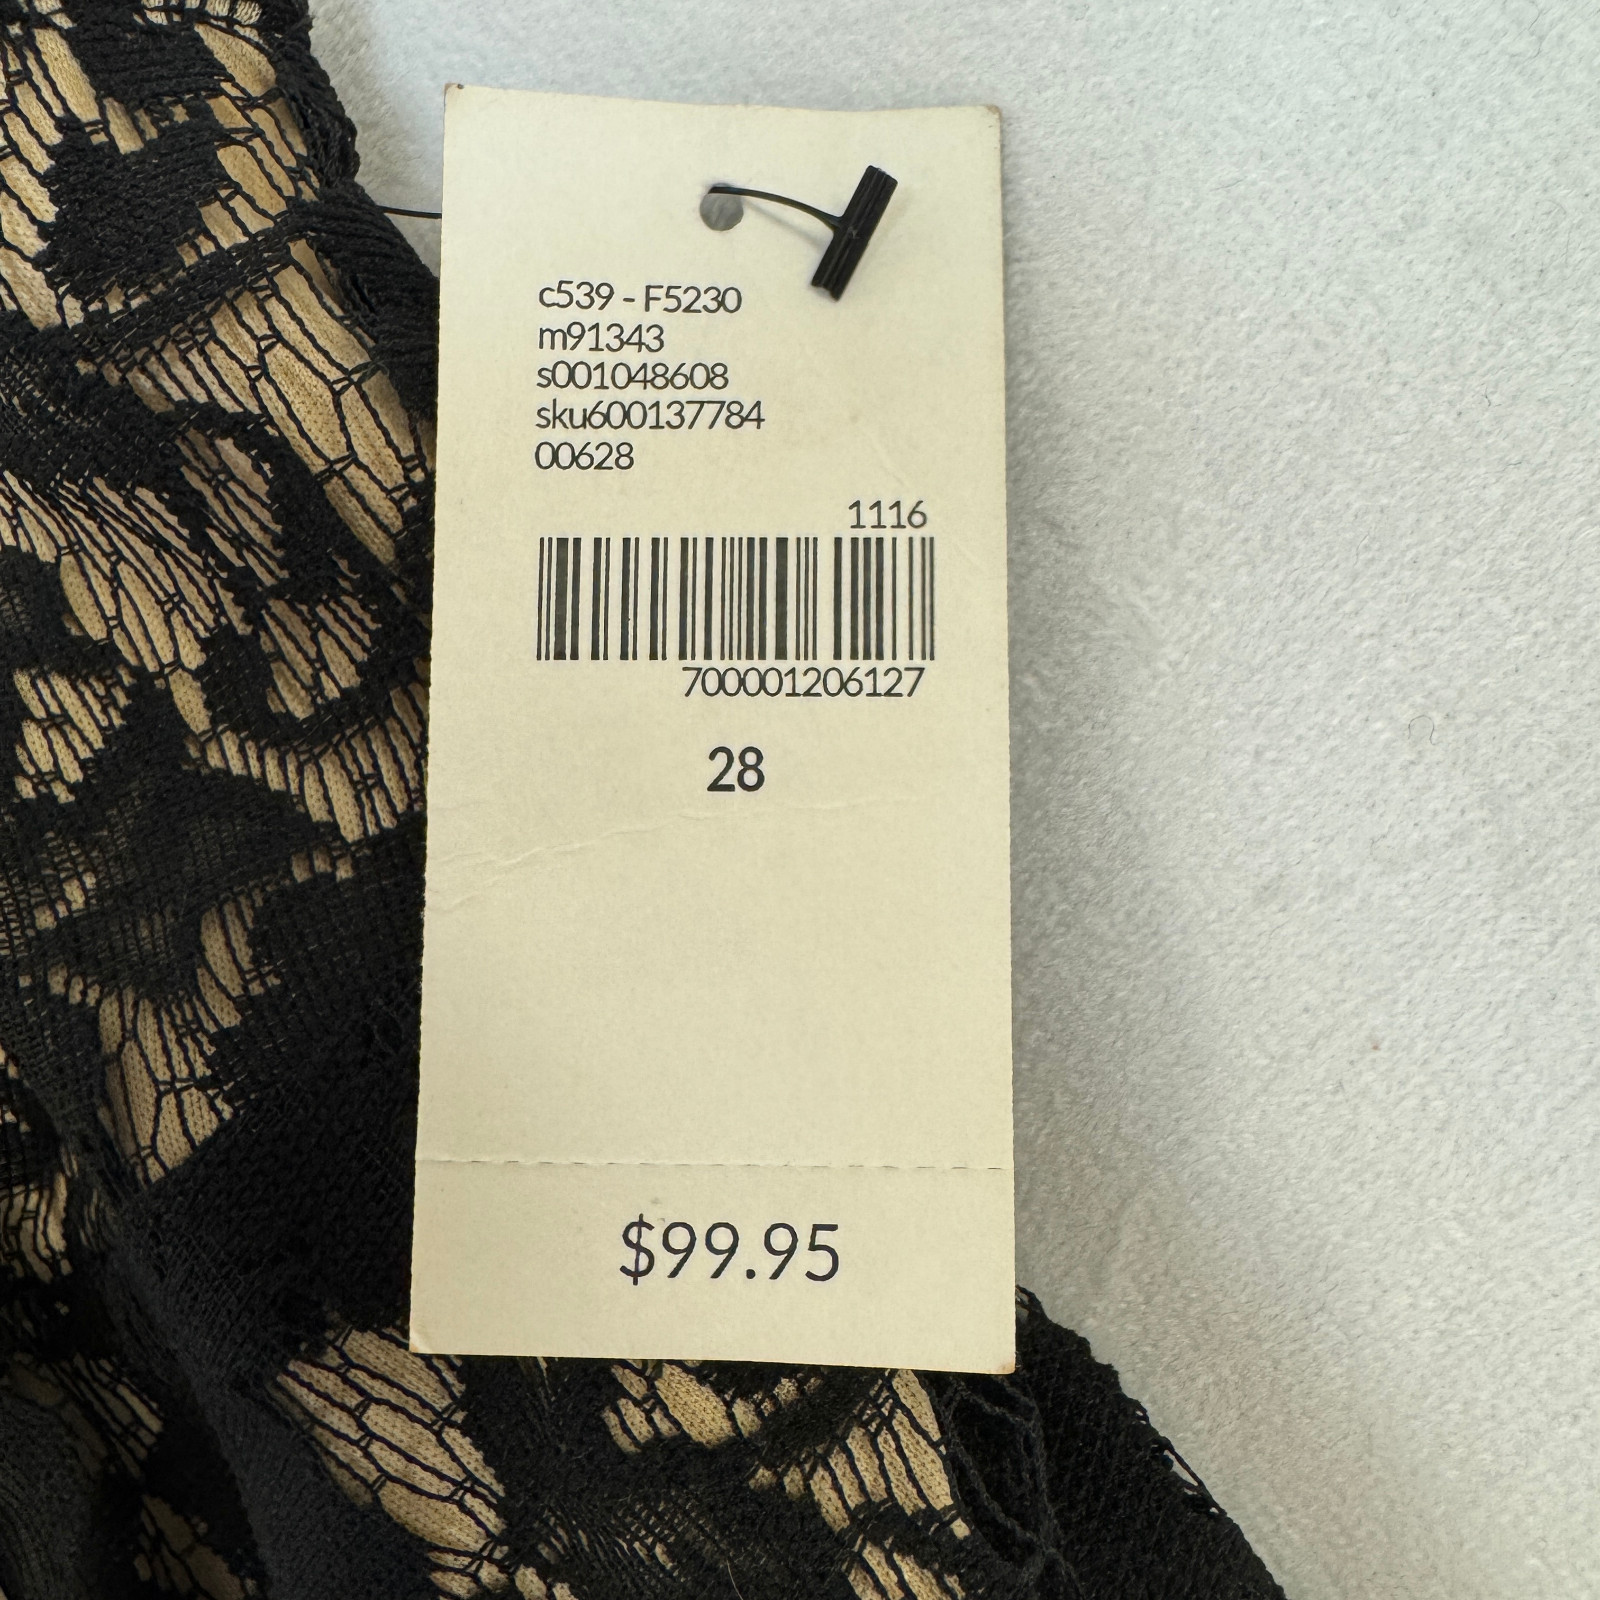 c539 - F5230
m91343
s001048608
sku600137784
00628
1116
700001206127
28
$99.95